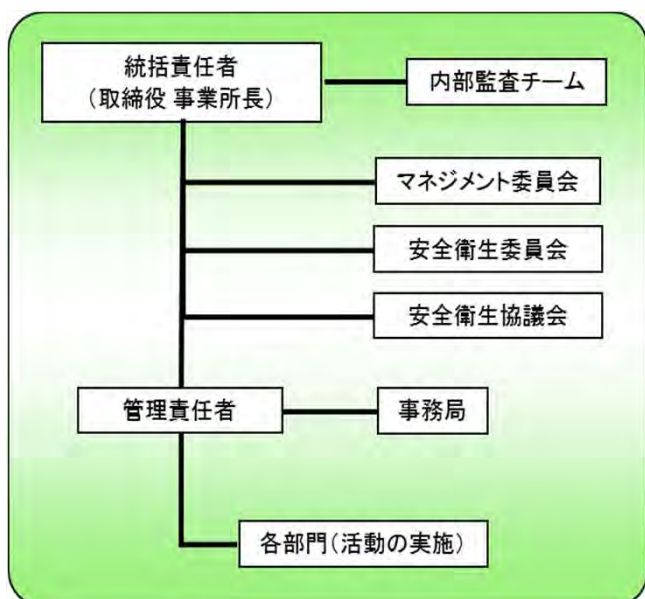 統括責任者
(取締役 事業所長)
内部監査チーム
マネジメント委員会
安全衛生委員会
安全衛生協議会
管理責任者
事務局
各部門(活動の実施)